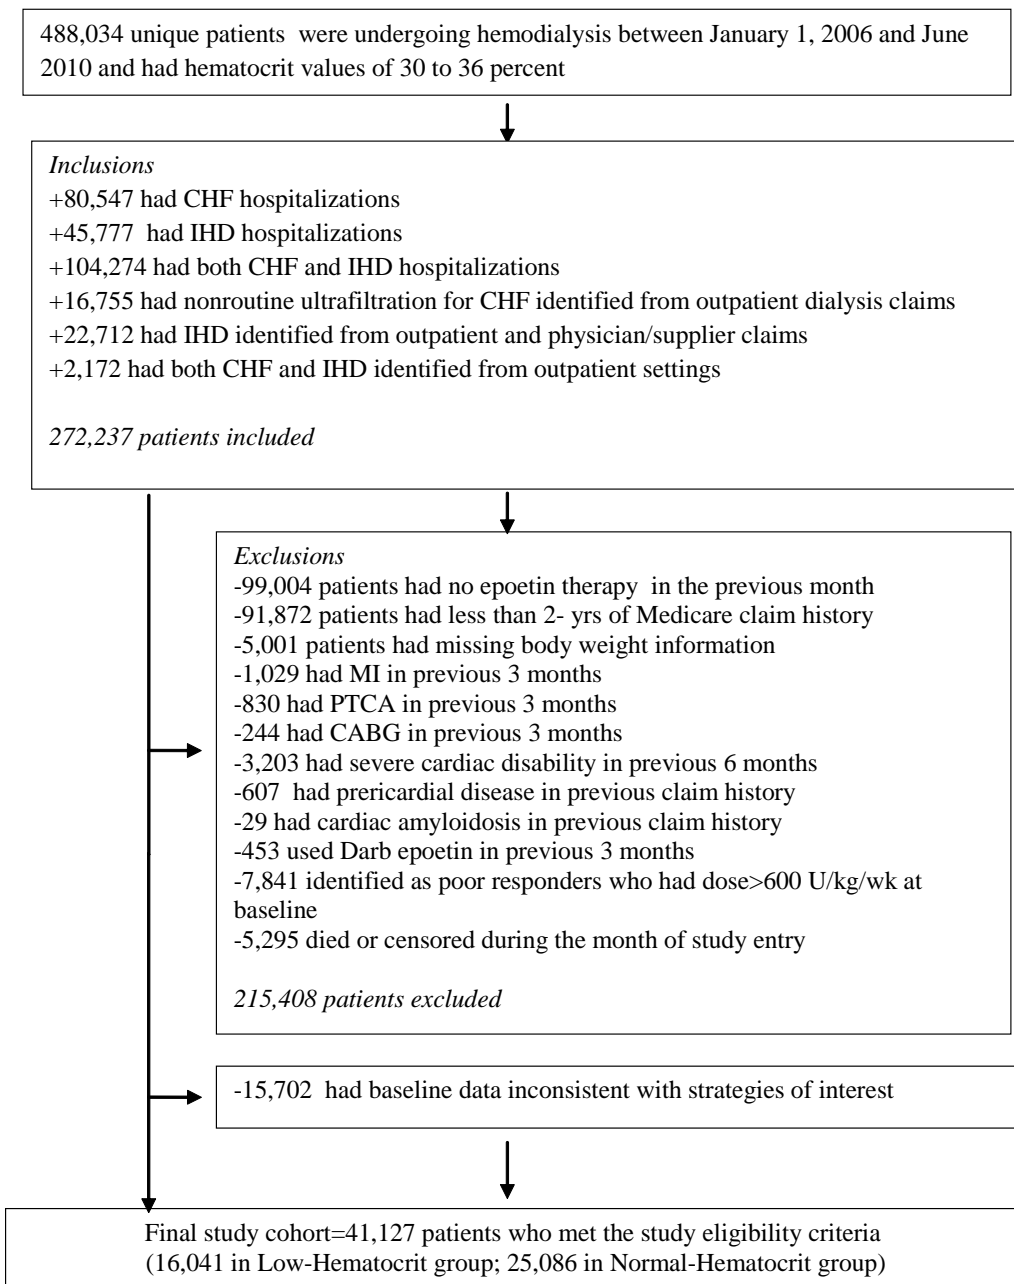 488,034 unique patients were undergoing hemodialysis between January 1, 2006 and June
2010 and had hematocrit values of 30 to 36 percent
Inclusions
+80,547 had CHF hospitalizations
+45,777 had IHD hospitalizations
+104,274 had both CHF and IHD hospitalizations
+16,755 had nonroutine ultrafiltration for CHF identified from outpatient dialysis claims
+22,712 had IHD identified from outpatient and physician/supplier claims
+2,172 had both CHF and IHD identified from outpatient settings
272,237 patients included
Exclusions
-99,004 patients had no epoetin therapy in the previous month
-91,872 patients had less than 2- yrs of Medicare claim history
-5,001 patients had missing body weight information
-1,029 had MI in previous 3 months
-830 had PTCA in previous 3 months
-244 had CABG in previous 3 months
-3,203 had severe cardiac disability in previous 6 months
-607 had prericardial disease in previous claim history
-29 had cardiac amyloidosis in previous claim history
-453 used Darb epoetin in previous 3 months
-7,841 identified as poor responders who had dose>600 U/kg/wk at
baseline
-5,295 died or censored during the month of study entry
215,408 patients excluded
-15,702 had baseline data inconsistent with strategies of interest
Final study cohort=41,127 patients who met the study eligibility criteria
(16,041 in Low-Hematocrit group; 25,086 in Normal-Hematocrit group)